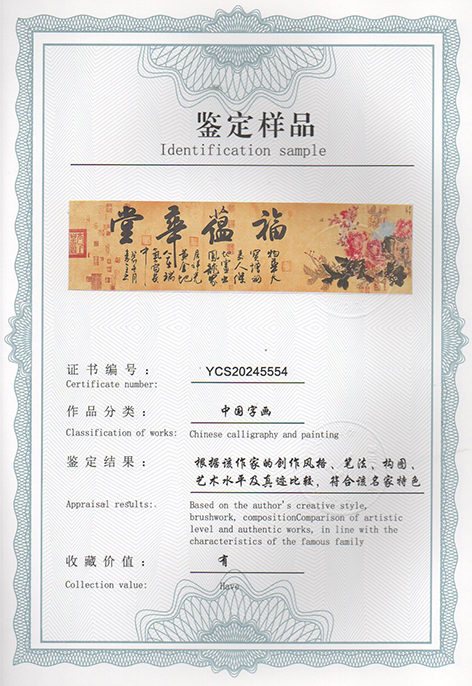 鉴定样品
Identification sample
福蕴华堂
证书编号： YCS20245554
Certificate number:
作品分类： 中国字画
Classification of works: Chinese calligraphy and painting
鉴定结果： 根据该作家的创作风格、笔法、构图、
艺术水平及真迹比较，符合该名家特色
Appraisal results:. Based on the author's creative style,
brushwork, compositionComparison of artistic
level and authentic works, in line with the
characteristics of the famous family
收藏价值： 有
Collection value: Have